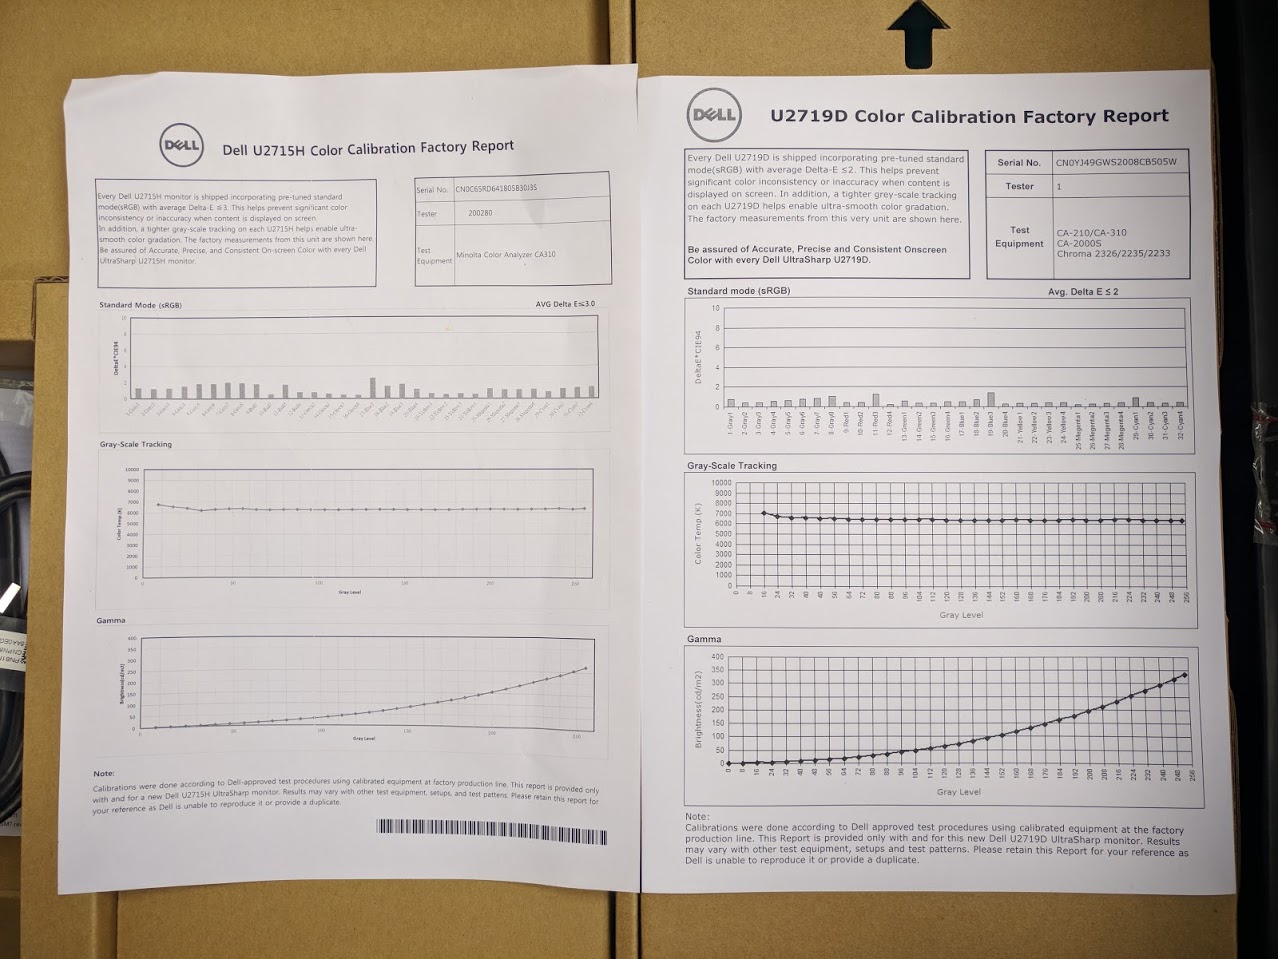 DELL
Dell U2715H Color Calibration Factory Report
Every Dell U2715H monitor is shipped incorporating pre-tuned standard
mode(sRGB) with average Delta-E ≤3. This helps prevent significant color
inconsistency or inaccuracy when content is displayed on screen.
In addition, a tighter gray-scale tracking on each U2715H helps enable ultra-
smooth color gradation. The factory measurements from this unit are shown here.
Be assured of Accurate, Precise, and Consistent On-screen Color with every Dell
UltraSharp U2715H monitor.
Serial No.
Tester 200280
Test
Equipment Minolta Color Analyzer CA310
Standard Mode (sRGB) AVG Delta E≤3.0
DeltaE*CIE94
Gray-Scale Tracking
Color Temp.(K)
10000
9000
8000
7000
6000
5000
4000
3000
2000
1000
0
0 50 100 150 200 250
Gray Level
Gamma
Brightness(cd/m2)
400
350
300
250
200
150
100
50
0
0 50 100 150 200 250
Gray Level
Note:
Calibrations were done according to Dell-approved test procedures using calibrated equipment at factory production line. This report is provided only
with and for a new Dell U2715H UltraSharp monitor. Results may vary with other test equipment, setups, and test pattems. Please retain this report for
your reference as Dell is unable to reproduce it or provide a duplicate.
DELL
U2719D Color Calibration Factory Report
Every Dell U2719D is shipped incorporating pre-tuned standard
mode(sRGB) with average Delta-E ≤2. This helps prevent
significant color inconsistency or inaccuracy when content is
displayed on screen. In addition, a tighter grey-scale tracking
on each U2719D helps enable ultra-smooth color gradation.
The factory measurements from this very unit are shown here.
Be assured of Accurate, Precise and Consistent Onscreen
Color with every Dell UltraSharp U2719D.
Serial No. CN0YJ49GWS2008CB505W
Tester 1
Test
Equipment
CA-210/CA-310
CA-2000S
Chroma 2326/2235/2233
Standard mode (sRGB) Avg. Delta E ≤ 2
DeltaE*CIE94
10
8
6
4
2
0
1-Gray1 2-Gray2 3-Gray3 4-Gray4 5-Gray5 6-Gray6 7-Gray7 8-Gray8 9-Red1 10-Red2 11-Red3 12-Red4 13-Green1 14-Green2 15-Green3 16-Green4 17-Blue1 18-Blue2 19-Blue3 20-Blue4 21-Yellow1 22-Yellow2 23-Yellow3 24-Yellow4 25-Magenta1 26-Magenta2 27-Magenta3 28-Magenta4 29-Cyan1 30-Cyan2 31-Cyan3 32-Cyan4
Gray-Scale Tracking
Color Temp.(K)
10000
9000
8000
7000
6000
5000
4000
3000
2000
1000
0
0 8 16 24 32 40 48 56 64 72 80 88 96 104 112 120 128 136 144 152 160 168 176 184 192 200 208 216 224 232 240 248 256
Gray Level
Gamma
Brightness(cd/m2)
400
350
300
250
200
150
100
50
0
0 8 16 24 32 40 48 56 64 72 80 88 96 104 112 120 128 136 144 152 160 168 176 184 192 200 208 216 224 232 240 248 256
Gray Level
Note:
Calibrations were done according to Dell approved test procedures using calibrated equipment at the factory
production line. This Report is provided only with and for this new Dell U2719D UltraSharp monitor. Results
may vary with other test equipment, setups and test patterns. Please retain this Report for your reference as
Dell is unable to reproduce it or provide a duplicate.